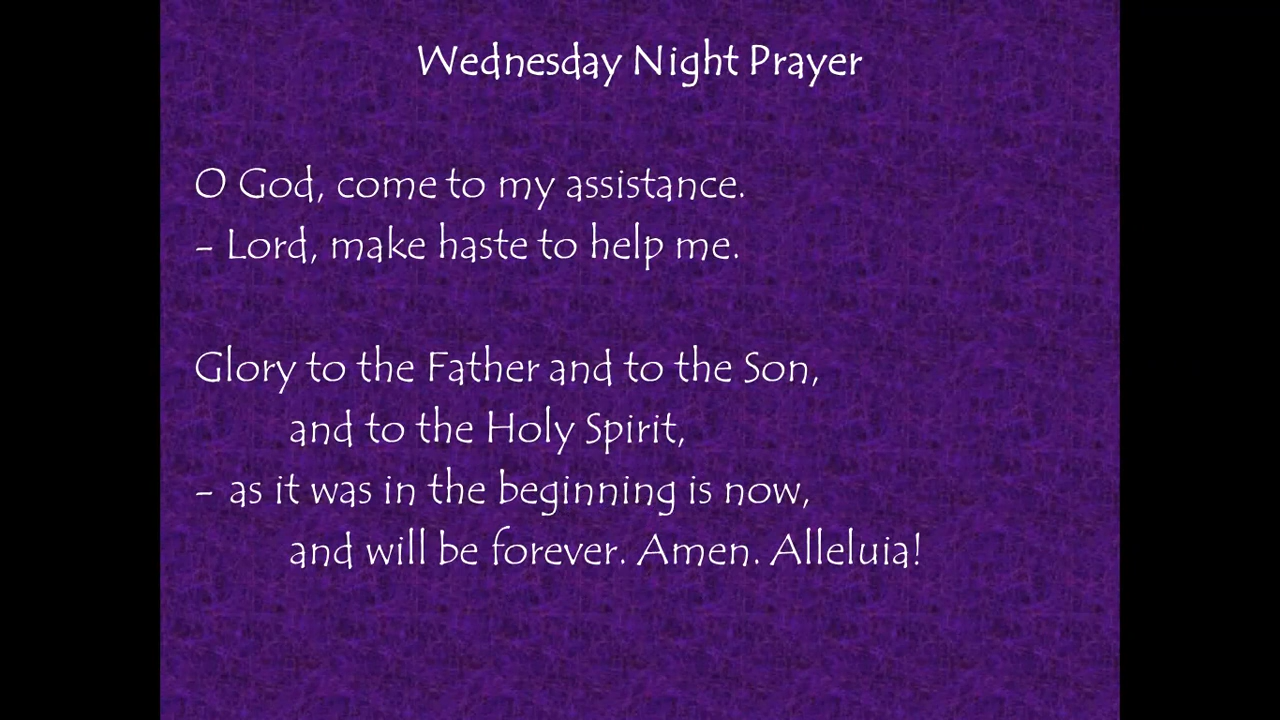 Wednesday Night Prayer
O God, come to my assistance.
- Lord, make haste to help me.
Glory to the Father and to the Son,
and to the Holy Spirit,
- as it was in the beginning is now,
and will be forever. Amen. Alleluia!